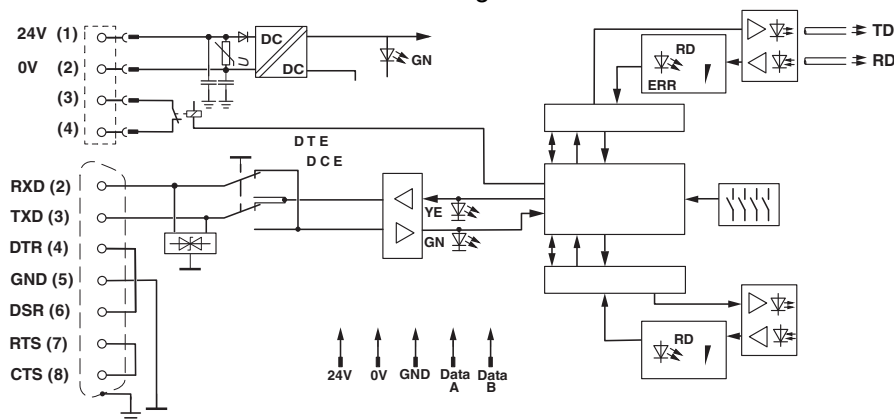 24V (1)
0V (2)
(3)
(4)
U
DC
DC
GN
RD
ERR
TD
RD
DTE
DCE
RXD (2)
TXD (3)
DTR (4)
GND (5)
DSR (6)
RTS (7)
CTS (8)
YE
GN
RD
24V
0V
GND
Data
A
Data
B